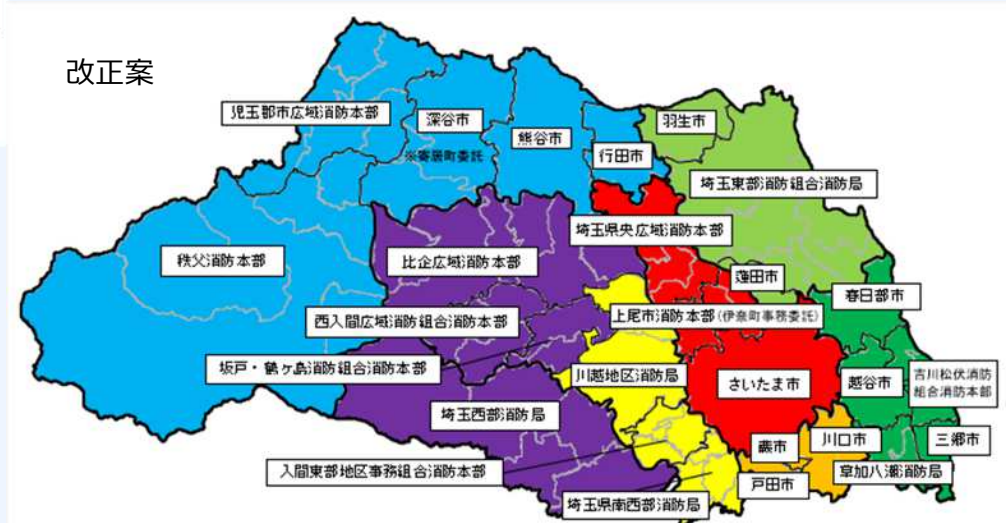 改正案
児玉郡市広域消防本部
深谷市
※寄居町委託
熊谷市
行田市
羽生市
埼玉東部消防組合消防局
埼玉県央広域消防本部
秩父消防本部
比企広域消防本部
蓮田市
春日部市
上尾市消防本部(伊奈町事務委託)
西入間広域消防組合消防本部
坂戸・鶴ヶ島消防組合消防本部
川越地区消防局
さいたま市
越谷市
吉川松伏消防
組合消防本部
埼玉西部消防局
蕨市
川口市
三郷市
入間東部地区事務組合消防本部
戸田市
草加八潮消防局
埼玉県南西部消防局